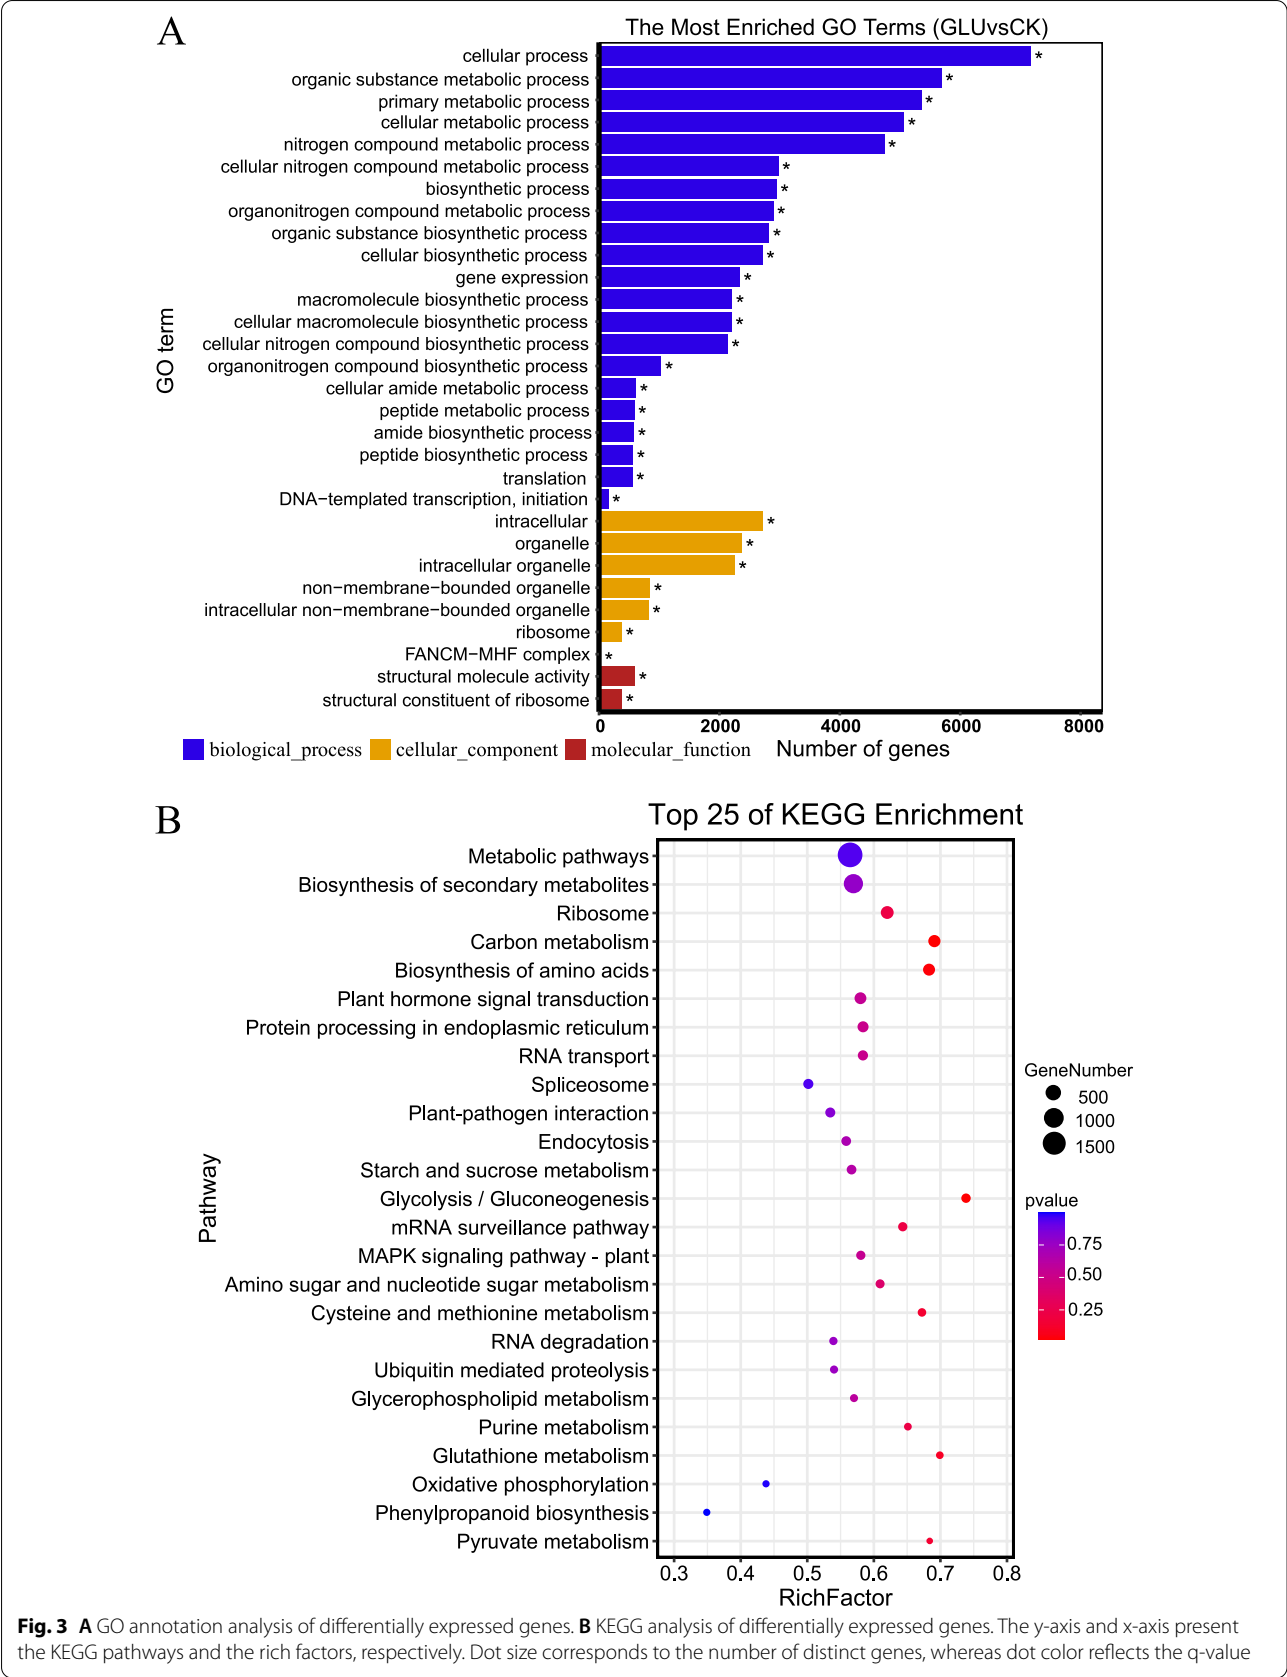 A
The Most Enriched GO Terms (GLUvsCK)
cellular process *
organic substance metabolic process *
primary metabolic process *
cellular metabolic process *
nitrogen compound metabolic process *
cellular nitrogen compound metabolic process *
biosynthetic process *
organonitrogen compound metabolic process *
organic substance biosynthetic process *
cellular biosynthetic process *
gene expression *
macromolecule biosynthetic process *
cellular macromolecule biosynthetic process *
cellular nitrogen compound biosynthetic process *
organonitrogen compound biosynthetic process *
cellular amide metabolic process *
peptide metabolic process *
amide biosynthetic process *
peptide biosynthetic process *
translation *
DNA−templated transcription, initiation *
intracellular *
organelle *
intracellular organelle *
non−membrane−bounded organelle *
intracellular non−membrane−bounded organelle *
ribosome *
FANCM−MHF complex *
structural molecule activity *
structural constituent of ribosome *
GO term
0 2000 4000 6000 8000
biological_process cellular_component molecular_function Number of genes
B
Top 25 of KEGG Enrichment
Metabolic pathways
Biosynthesis of secondary metabolites
Ribosome
Carbon metabolism
Biosynthesis of amino acids
Plant hormone signal transduction
Protein processing in endoplasmic reticulum
RNA transport
Spliceosome
Plant-pathogen interaction
Endocytosis
Starch and sucrose metabolism
Glycolysis / Gluconeogenesis
mRNA surveillance pathway
MAPK signaling pathway - plant
Amino sugar and nucleotide sugar metabolism
Cysteine and methionine metabolism
RNA degradation
Ubiquitin mediated proteolysis
Glycerophospholipid metabolism
Purine metabolism
Glutathione metabolism
Oxidative phosphorylation
Phenylpropanoid biosynthesis
Pyruvate metabolism
Pathway
0.3 0.4 0.5 0.6 0.7 0.8
RichFactor
GeneNumber
500
1000
1500
pvalue
0.75
0.50
0.25
Fig. 3 A GO annotation analysis of differentially expressed genes. B KEGG analysis of differentially expressed genes. The y-axis and x-axis present
the KEGG pathways and the rich factors, respectively. Dot size corresponds to the number of distinct genes, whereas dot color reflects the q-value